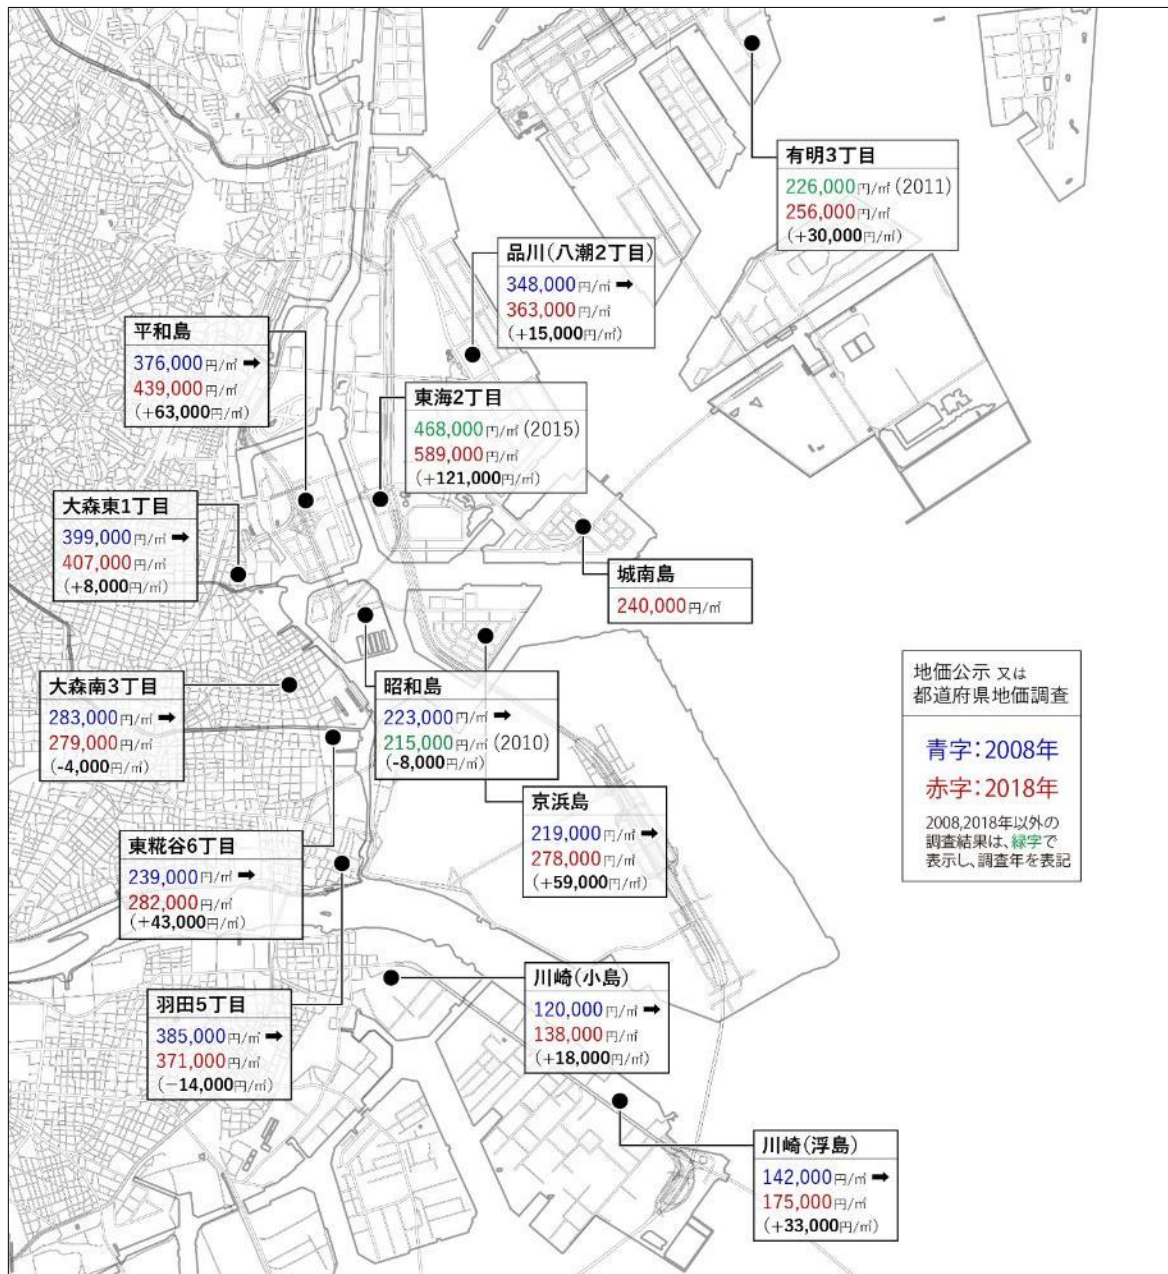 有明3丁目
226,000円/㎡ (2011)
256,000円/㎡
(+30,000円/㎡)
品川(八潮2丁目)
348,000円/㎡ ➡
363,000円/㎡
(+15,000円/㎡)
平和島
376,000円/㎡ ➡
439,000円/㎡
(+63,000円/㎡)
東海2丁目
468,000円/㎡ (2015)
589,000円/㎡
(+121,000円/㎡)
大森東1丁目
399,000円/㎡ ➡
407,000円/㎡
(+8,000円/㎡)
城南島
240,000円/㎡
大森南3丁目
283,000円/㎡ ➡
279,000円/㎡
(-4,000円/㎡)
昭和島
223,000円/㎡ ➡
215,000円/㎡ (2010)
(-8,000円/㎡)
京浜島
219,000円/㎡ ➡
278,000円/㎡
(+59,000円/㎡)
東糀谷6丁目
239,000円/㎡ ➡
282,000円/㎡
(+43,000円/㎡)
羽田5丁目
385,000円/㎡ ➡
371,000円/㎡
(−14,000円/㎡)
川崎(小島)
120,000円/㎡ ➡
138,000円/㎡
(+18,000円/㎡)
川崎(浮島)
142,000円/㎡ ➡
175,000円/㎡
(+33,000円/㎡)
地価公示 又は
都道府県地価調査
青字：2008年
赤字：2018年
2008,2018年以外の
調査結果は、緑字で
表示し、調査年を表記